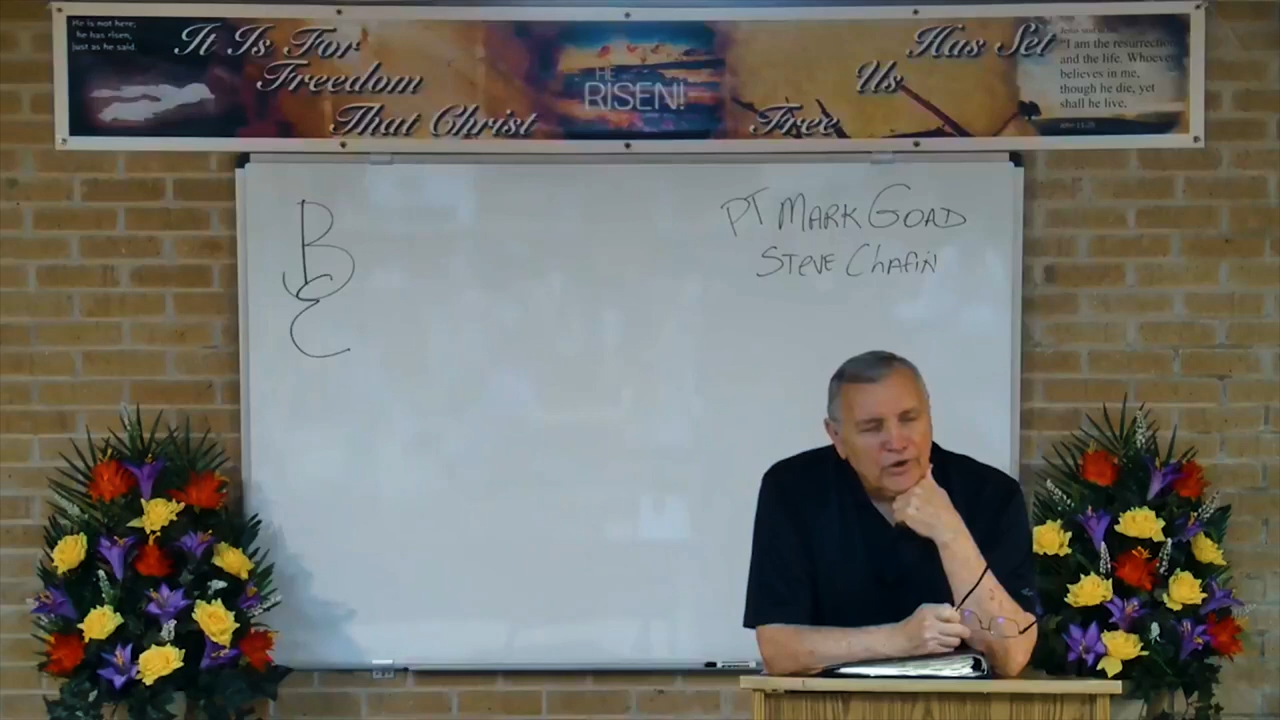 He is not here;
he has risen,
just as he said.
It Is For
Freedom
That Christ
HE
RISEN!
Has Set
Us
Free
"I am the resurrection
and the life. Whoever
believes in me,
though he die, yet
shall he live.
B
C
PT MARK GOAD
STEVE ChAFIN